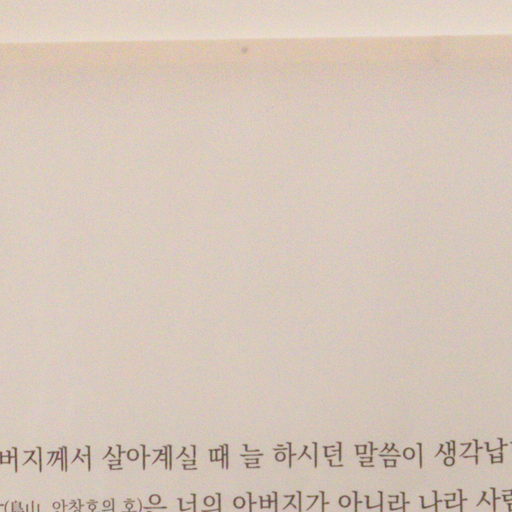 버지께서 살아계실 때 늘 하시던 말씀이 생각납
(島山, 안창호의 호)은 너의 아버지가 아니라 나라 사람